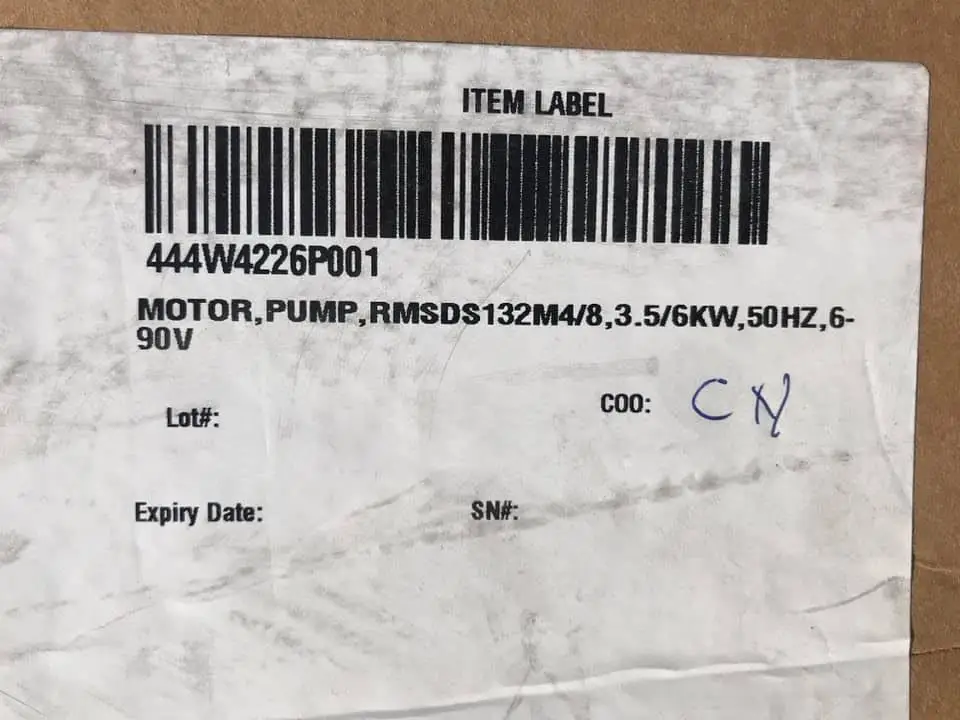 ITEM LABEL
444W4226P001
MOTOR,PUMP,RMSDS132M4/8,3.5/6KW,50HZ,6-
90V
COO: CN
Lot#:
Expiry Date: SN#: